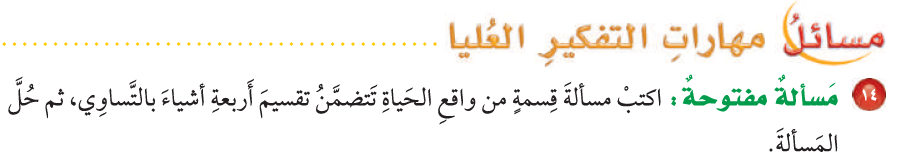 مسائلُ مهاراتِ التفكيرِ العُليا
١٤ مَسألةٌ مفتوحةٌ : اكتبْ مسألةَ قِسمةٍ من واقعِ الحَياةِ تَتضمَّنُ تقسيمَ أَربعةِ أشياءَ بالتَّساوِي، ثم حُلَّ
المَسألةَ.